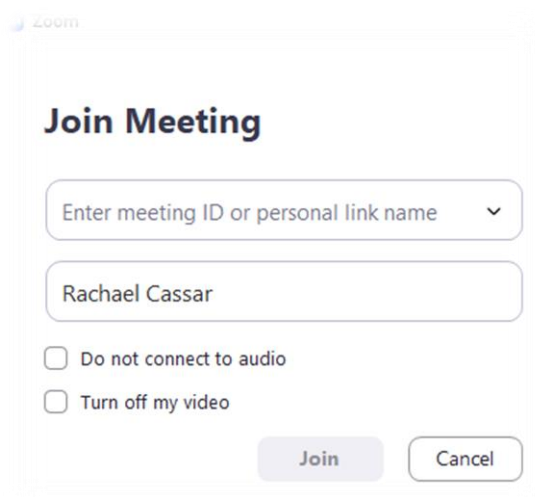 Zoom
Join Meeting
Enter meeting ID or personal link name
Rachael Cassar
Do not connect to audio
Turn off my video
Join Cancel